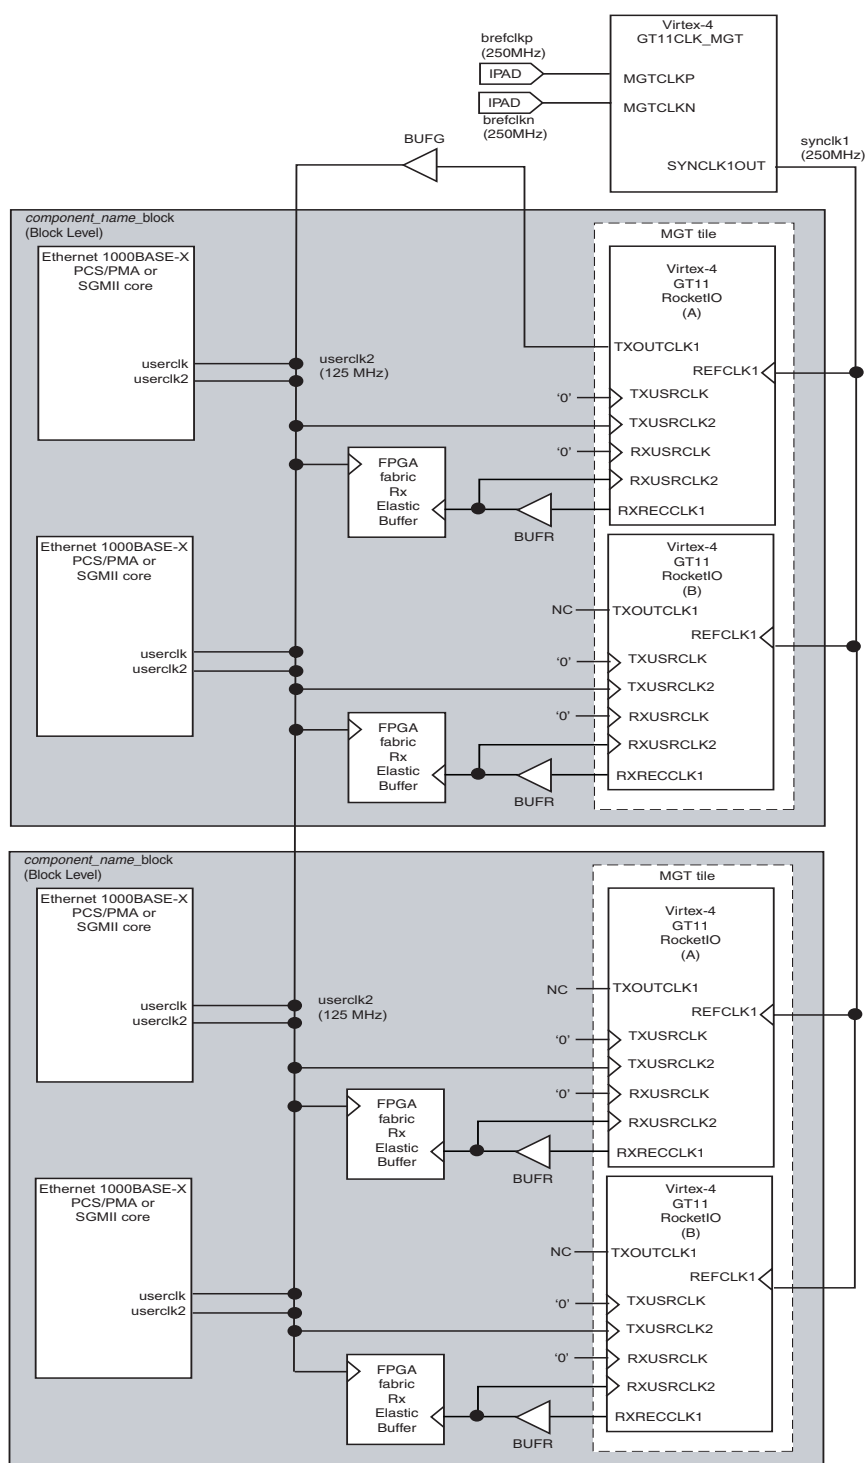 Virtex-4
GT11CLK_MGT
brefclkp
(250MHz)
IPAD
MGTCLKP
IPAD
MGTCLKN
brefclkn
(250MHz)
BUFG
synclk1
(250MHz)
SYNCLK1OUT
component_name_block
(Block Level)
MGT tile
Ethernet 1000BASE-X
PCS/PMA or
SGMII core
userclk
userclk2
userclk2
(125 MHz)
Virtex-4
GT11
RocketIO
(A)
TXOUTCLK1
REFCLK1
'0'
TXUSRCLK
TXUSRCLK2
'0'
RXUSRCLK
RXUSRCLK2
RXRECCLK1
FPGA
fabric
Rx
Elastic
Buffer
BUFR
Ethernet 1000BASE-X
PCS/PMA or
SGMII core
userclk
userclk2
Virtex-4
GT11
RocketIO
(B)
NC
TXOUTCLK1
REFCLK1
'0'
TXUSRCLK
TXUSRCLK2
'0'
RXUSRCLK
RXUSRCLK2
RXRECCLK1
FPGA
fabric
Rx
Elastic
Buffer
BUFR
component_name_block
(Block Level)
MGT tile
Ethernet 1000BASE-X
PCS/PMA or
SGMII core
userclk
userclk2
userclk2
(125 MHz)
Virtex-4
GT11
RocketIO
(A)
NC
TXOUTCLK1
REFCLK1
'0'
TXUSRCLK
TXUSRCLK2
'0'
RXUSRCLK
RXUSRCLK2
RXRECCLK1
FPGA
fabric
Rx
Elastic
Buffer
BUFR
Ethernet 1000BASE-X
PCS/PMA or
SGMII core
userclk
userclk2
Virtex-4
GT11
RocketIO
(B)
NC
TXOUTCLK1
REFCLK1
'0'
TXUSRCLK
TXUSRCLK2
'0'
RXUSRCLK
RXUSRCLK2
RXRECCLK1
FPGA
fabric
Rx
Elastic
Buffer
BUFR